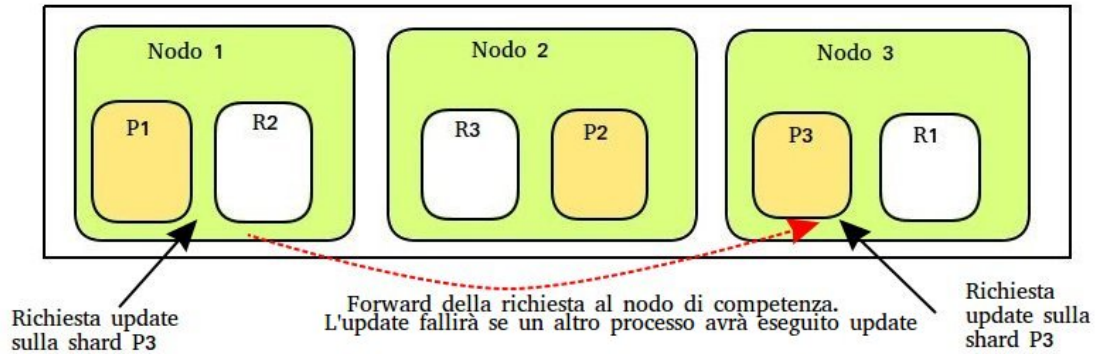 Nodo 1
Nodo 2
Nodo 3
P1
R2
R3
P2
P3
R1
Richiesta update
sulla shard P3
Forward della richiesta al nodo di competenza.
L'update fallirà se un altro processo avrà eseguito update
Richiesta
update sulla
shard P3